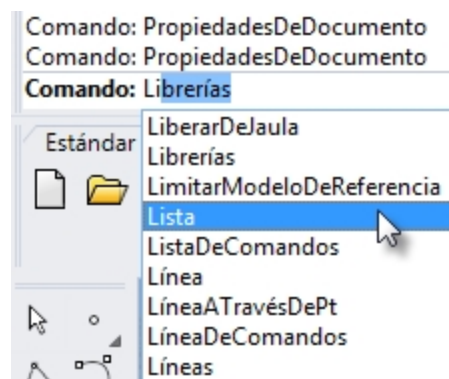 Comando: PropiedadesDeDocumento
Comando: PropiedadesDeDocumento
Comando: Librerías
LiberarDeJaula
Estándar
Librerías
LimitarModeloDeReferencia
Lista
ListaDeComandos
Línea
LíneaATravésDePt
LíneaDeComandos
Líneas